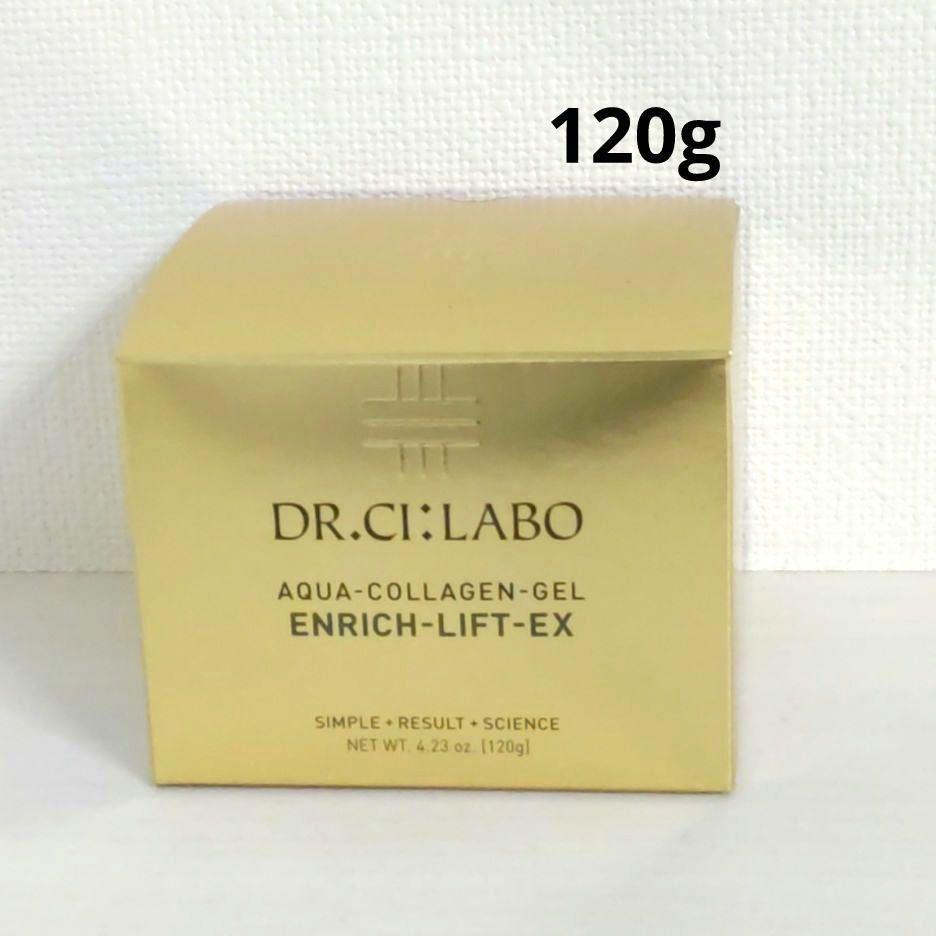 120g
DR.CI:LABO
AQUA-COLLAGEN-GEL
ENRICH-LIFT-EX
SIMPLE + RESULT + SCIENCE
NET WT. 4.23 oz. [120g]